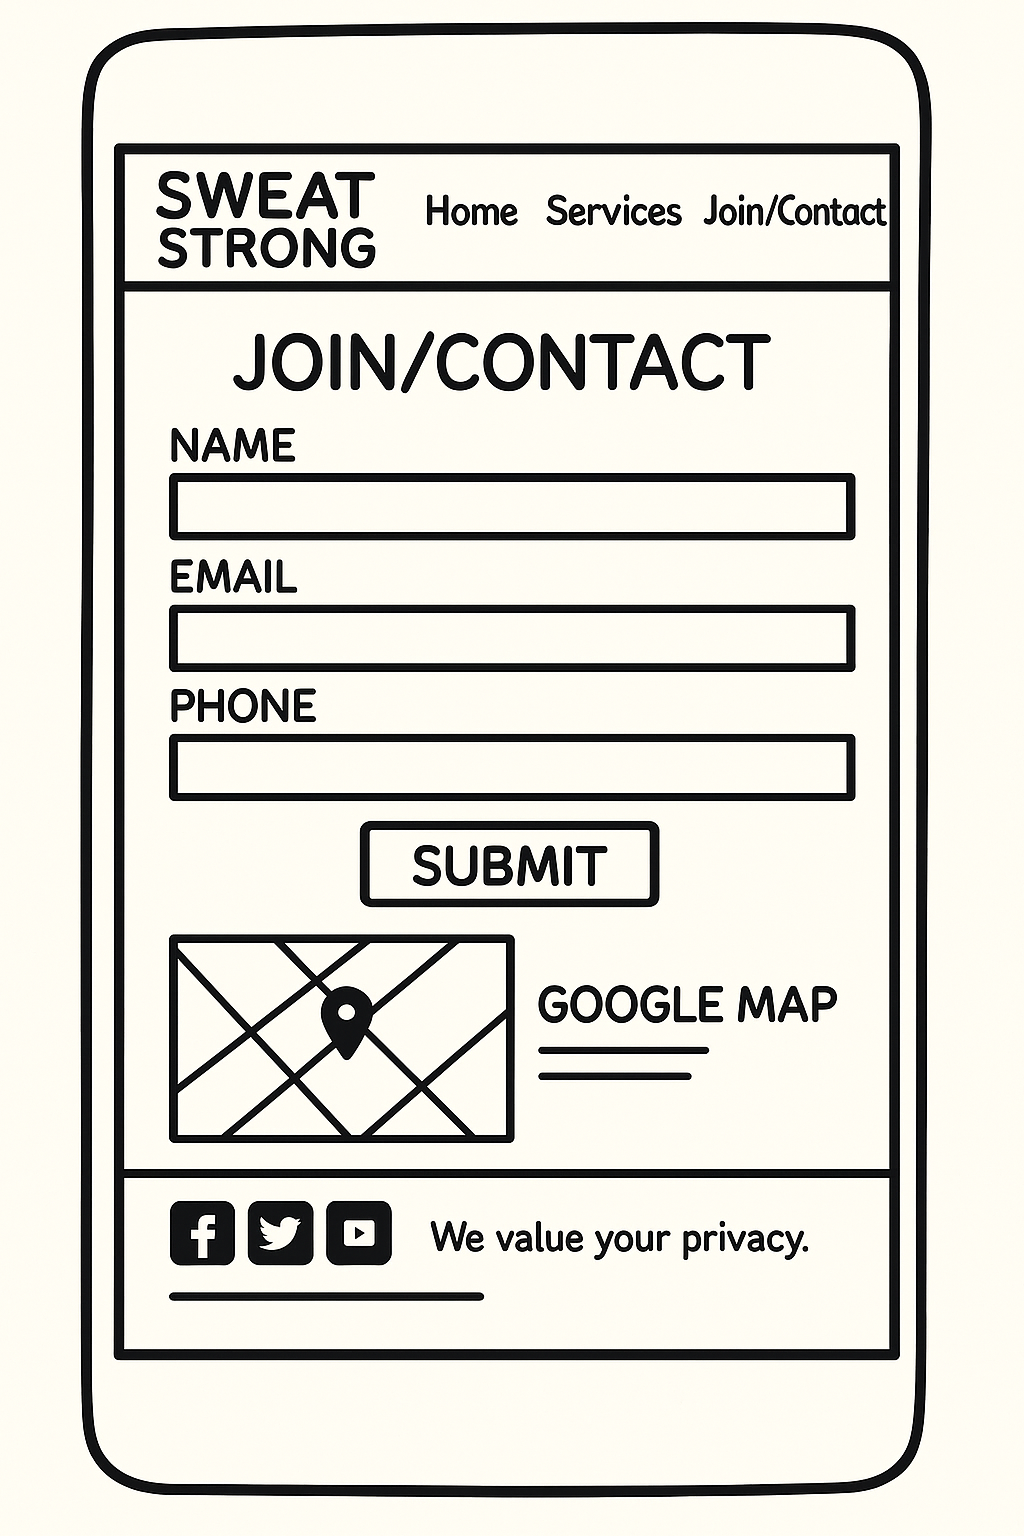 SWEAT
STRONG
Home Services Join/Contact
JOIN/CONTACT
NAME
EMAIL
PHONE
SUBMIT
GOOGLE MAP
We value your privacy.